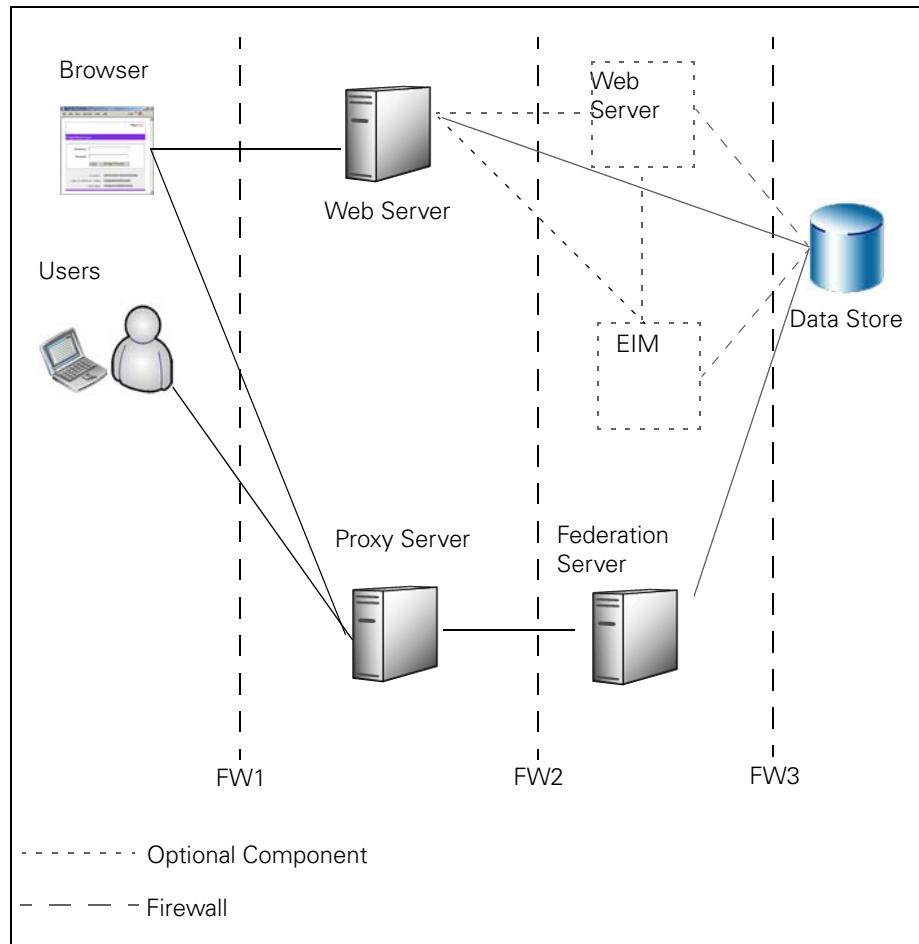 Browser
Web
Server
Web Server
Users
Data Store
EIM
Proxy Server
Federation
Server
FW1
FW2
FW3
Optional Component
Firewall